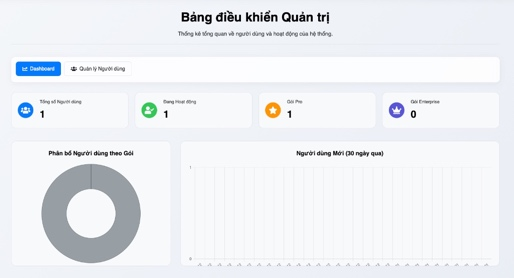 Bảng điều khiển Quản trị
Thống kê tổng quan về người dùng và hoạt động của hệ thống.
Dashboard
Quản lý Người dùng
Tổng số Người dùng
1
Đang Hoạt động
1
Gói Pro
1
Gói Enterprise
0
Phân bổ Người dùng theo Gói
Người dùng Mới (30 ngày qua)
1
0